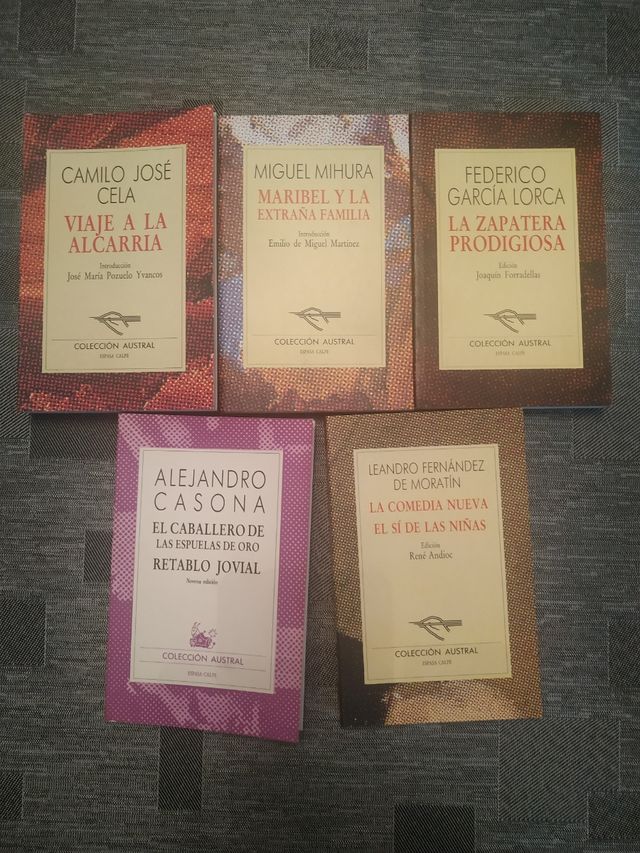 CAMILO JOSÉ
CELA
VIAJE A LA
ALCARRIA
Introducción
José María Pozuelo Yvancos
COLECCIÓN AUSTRAL
ESPASA CALPE
MIGUEL MIHURA
MARIBEL Y LA
EXTRAÑA FAMILIA
Introducción
Emilio de Miguel Martínez
COLECCIÓN AUSTRAL
ESPASA CALPE
FEDERICO
GARCÍA LORCA
LA ZAPATERA
PRODIGIOSA
Edición
Joaquín Forradellas
COLECCIÓN AUSTRAL
ESPASA CALPE
ALEJANDRO
CASONA
EL CABALLERO DE
LAS ESPUELAS DE ORO
RETABLO JOVIAL
Novena edición
COLECCIÓN AUSTRAL
ESPASA CALPE
LEANDRO FERNÁNDEZ
DE MORATÍN
LA COMEDIA NUEVA
EL SÍ DE LAS NIÑAS
Edición
René Andioc
COLECCIÓN AUSTRAL
ESPASA CALPE